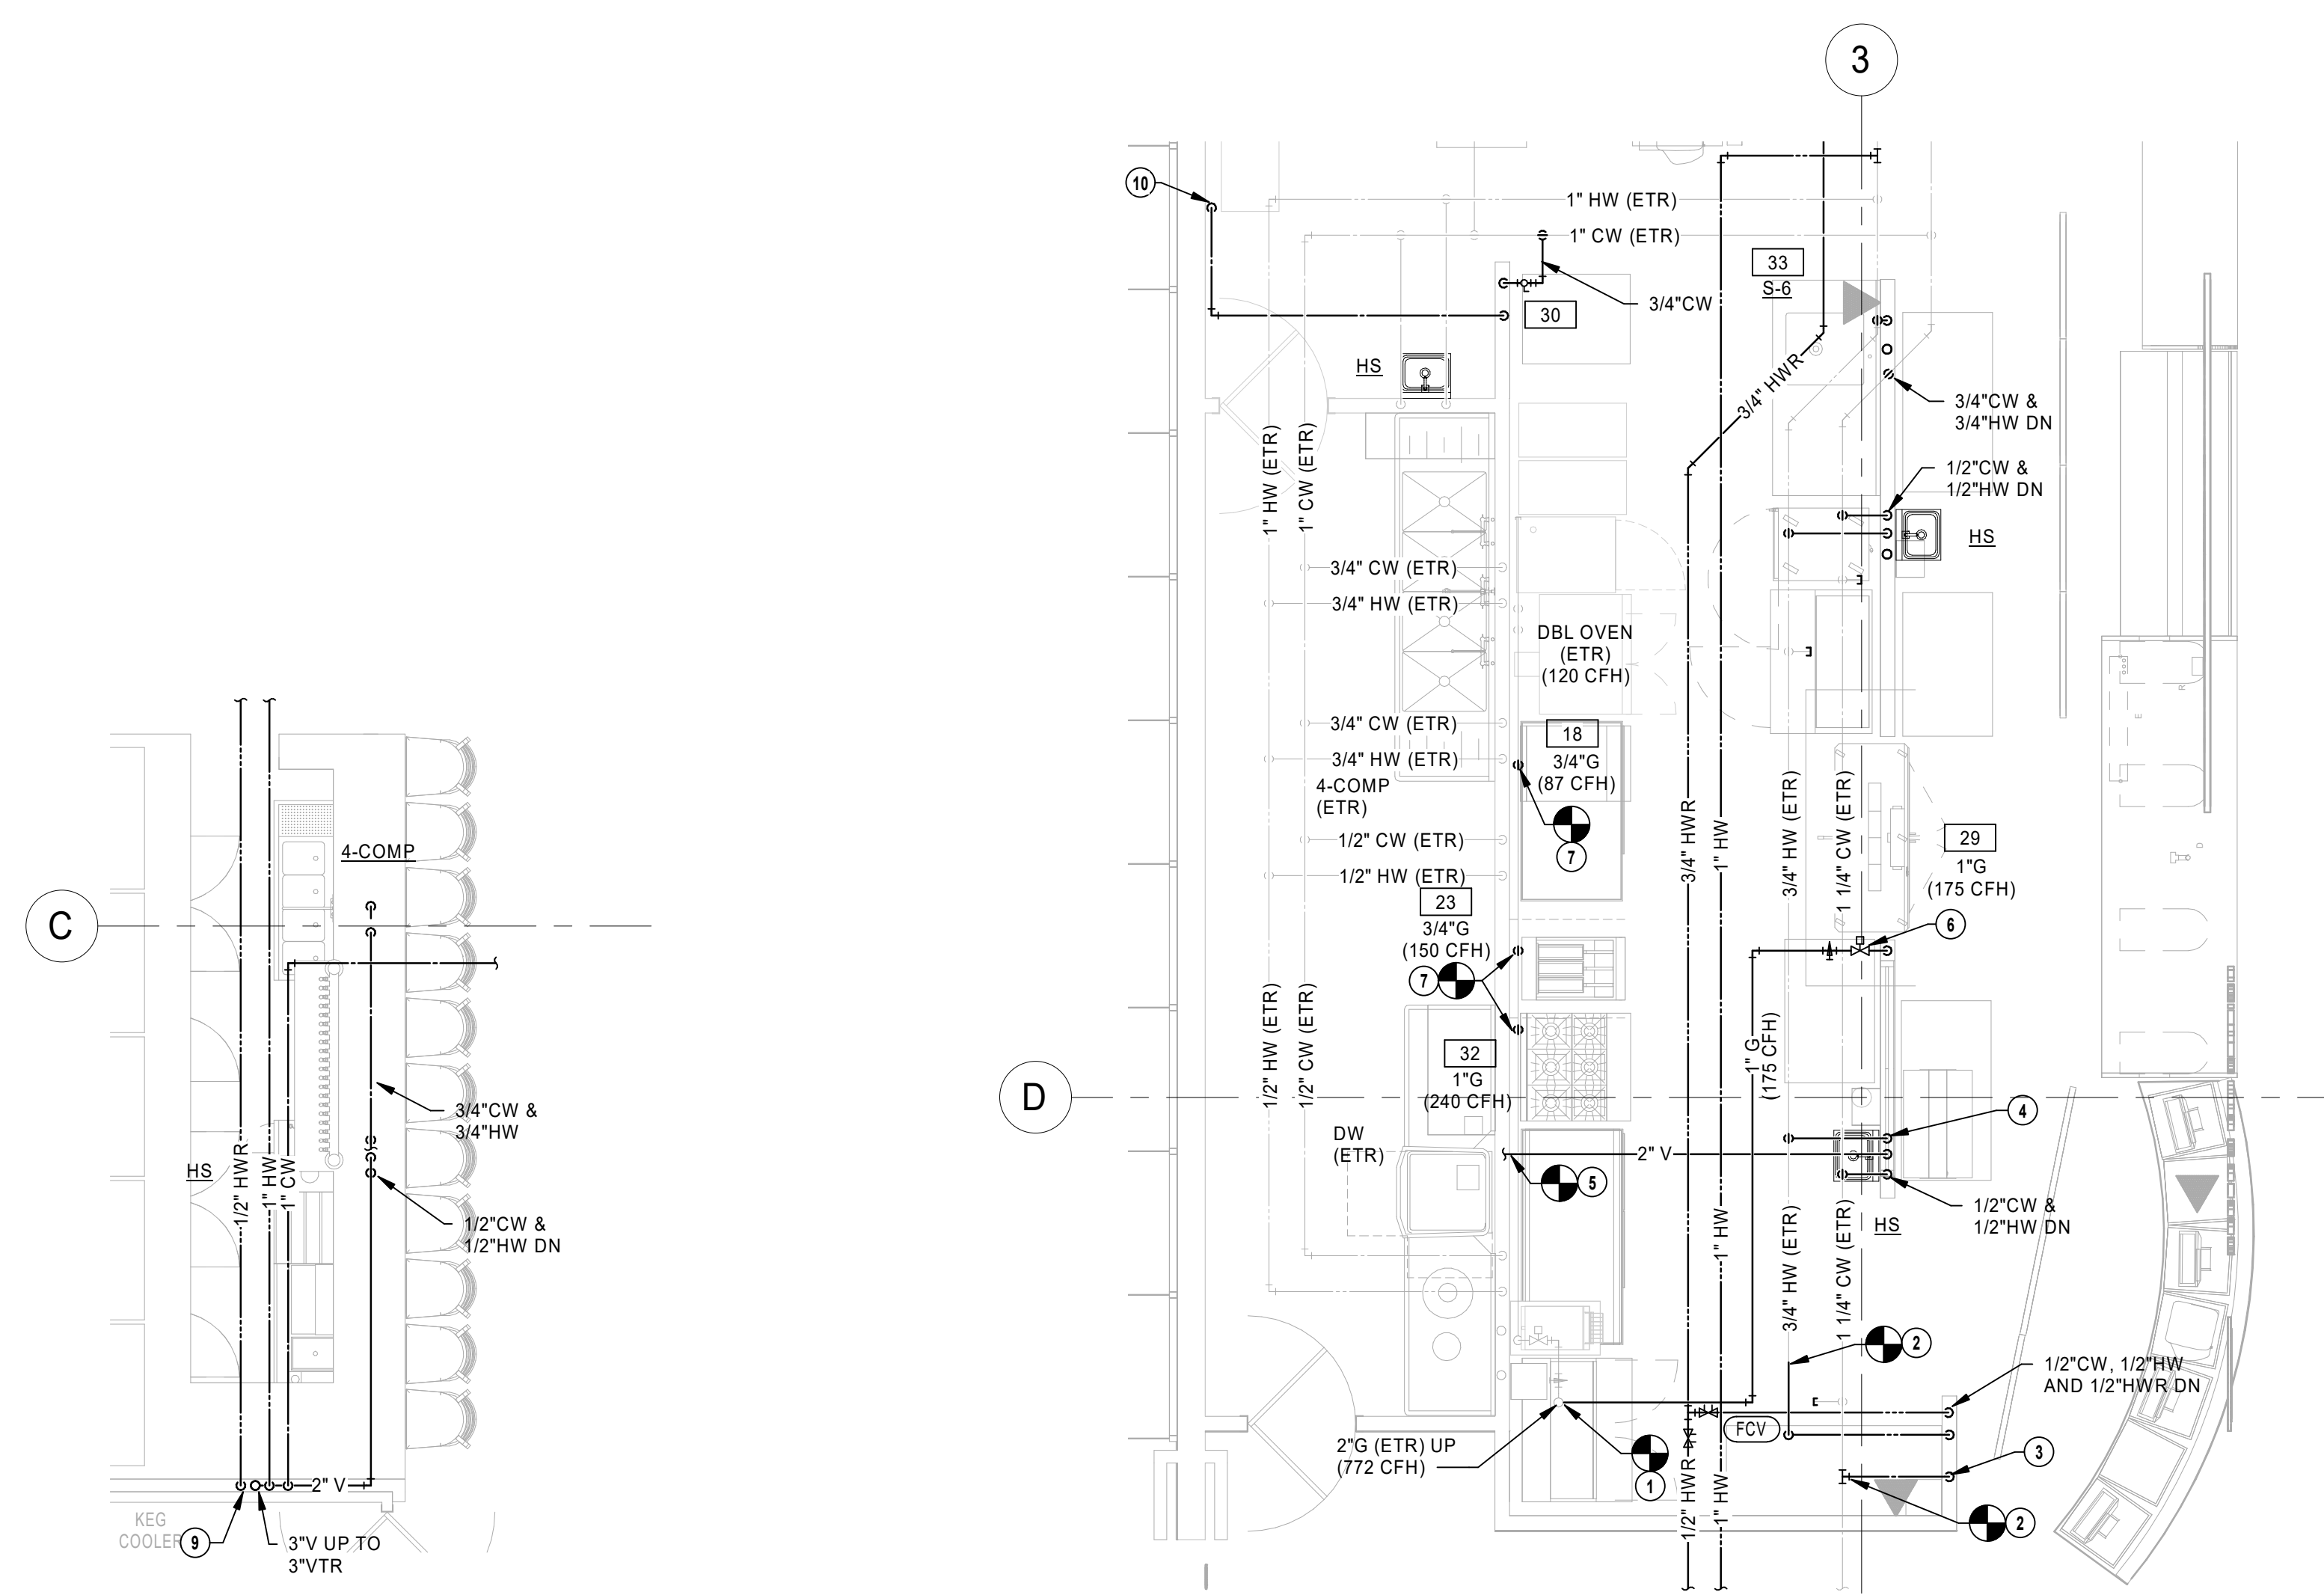 3
10
1" HW (ETR)
1" CW (ETR)
33
S-6
3/4"CW
30
HS
3/4" HWR
3/4"CW &
3/4"HW DN
1" HW (ETR)
1" CW (ETR)
1/2"CW &
1/2"HW DN
HS
3/4" CW (ETR)
3/4" HW (ETR)
DBL OVEN
(ETR)
(120 CFH)
R
E
D
3/4" CW (ETR)
3/4" HW (ETR)
18
3/4"G
(87 CFH)
4-COMP
(ETR)
7
3/4" HWR
1" HW
3/4" HW (ETR)
1 1/4" CW (ETR)
29
1"G
(175 CFH)
1/2" CW (ETR)
1/2" HW (ETR)
23
3/4"G
(150 CFH)
7
6
1/2" HW (ETR)
1/2" CW (ETR)
32
1"G
(240 CFH)
1" G
(175 CFH)
D
4
DW
(ETR)
2" V
5
1/2"CW &
1/2"HW DN
HS
1" HW
3/4" HW (ETR)
1 1/4" CW (ETR)
2
1/2"CW, 1/2"HW
AND 1/2"HWR DN
FCV
2"G (ETR) UP
(772 CFH)
1
3
2
1/2" HWR
1" HW
4-COMP
C
3/4"CW &
3/4"HW
HS
1/2" HWR
1" HW
1" CW
1/2"CW &
1/2"HW DN
2" V
KEG
COOLER
9
3"V UP TO
3"VTR